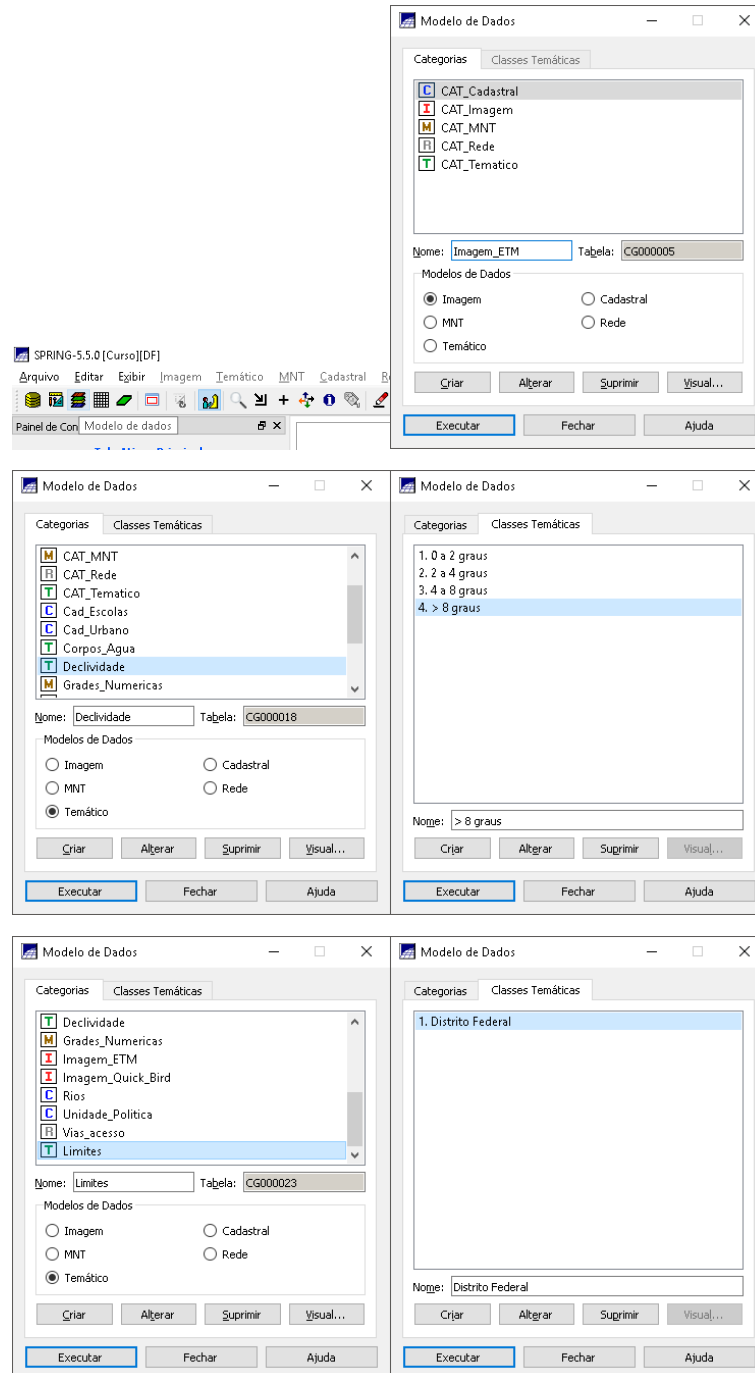 Modelo de Dados
Categorias Classes Temáticas
C CAT_Cadastral
I CAT_Imagem
M CAT_MNT
R CAT_Rede
T CAT_Tematico
Nome: Imagem_ETM Tabela: CG000005
Modelos de Dados
Imagem Cadastral
MNT Rede
Temático
Criar Alterar Suprimir Visual...
Executar Fechar Ajuda
SPRING-5.5.0 [Curso][DF]
Arquivo Editar Exibir Imagem Temático MNT Cadastral
Painel de Con Modelo de dados
Modelo de Dados
Categorias Classes Temáticas
M CAT_MNT
R CAT_Rede
T CAT_Tematico
C Cad_Escolas
C Cad_Urbano
T Corpos_Agua
T Declividade
M Grades_Numericas
Nome: Declividade Tabela: CG000018
Modelos de Dados
Imagem Cadastral
MNT Rede
Temático
Criar Alterar Suprimir Visual...
Executar Fechar Ajuda
Modelo de Dados
Categorias Classes Temáticas
1. 0 a 2 graus
2. 2 a 4 graus
3. 4 a 8 graus
4. > 8 graus
Nome: > 8 graus
Criar Alterar Suprimir Visual...
Executar Fechar Ajuda
Modelo de Dados
Categorias Classes Temáticas
T Declividade
M Grades_Numericas
I Imagem_ETM
I Imagem_Quick_Bird
C Rios
C Unidade_Politica
R Vias_acesso
T Limites
Nome: Limites Tabela: CG000023
Modelos de Dados
Imagem Cadastral
MNT Rede
Temático
Criar Alterar Suprimir Visual...
Executar Fechar Ajuda
Modelo de Dados
Categorias Classes Temáticas
1. Distrito Federal
Nome: Distrito Federal
Criar Alterar Suprimir Visual...
Executar Fechar Ajuda